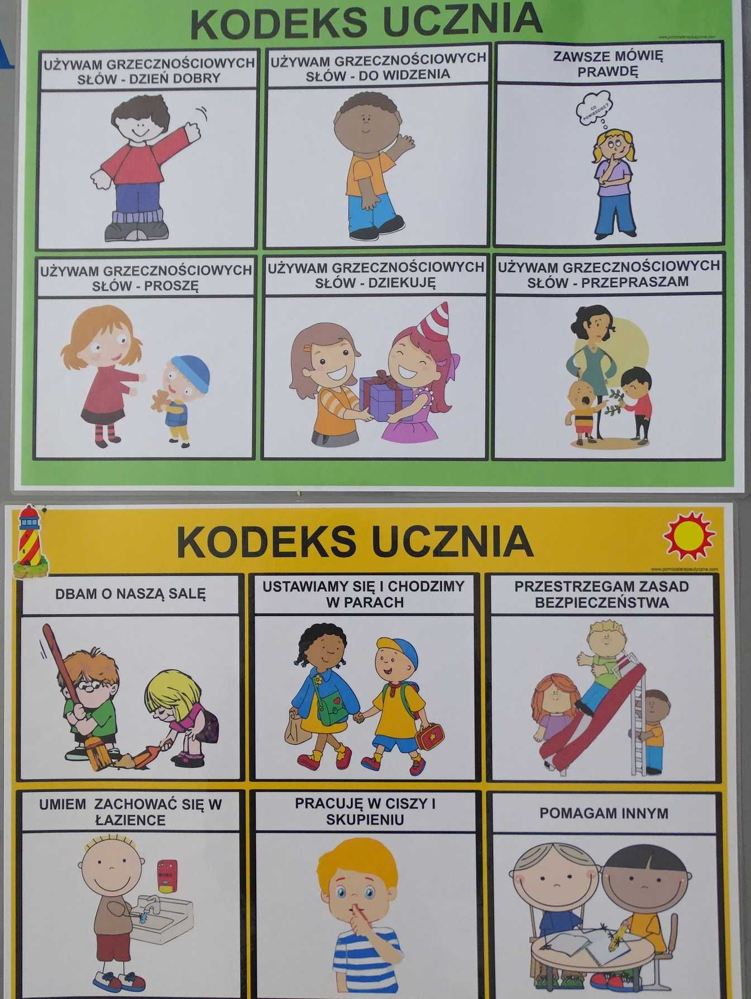 KODEKS UCZNIA
www.pomoceterapeutyczne.com
UŻYWAM GRZECZNOŚCIOWYCH
SŁÓW - DZIEŃ DOBRY
UŻYWAM GRZECZNOŚCIOWYCH
SŁÓW - DO WIDZENIA
ZAWSZE MÓWIĘ
PRAWDĘ
CO
POWIEDZIEĆ?
UŻYWAM GRZECZNOŚCIOWYCH
SŁÓW - PROSZĘ
UŻYWAM GRZECZNOŚCIOWYCH
SŁÓW - DZIEKUJĘ
UŻYWAM GRZECZNOŚCIOWYCH
SŁÓW - PRZEPRASZAM
KODEKS UCZNIA
www.pomoceterapeutyczne.com
DBAM O NASZĄ SALĘ
USTAWIAMY SIĘ I CHODZIMY
W PARACH
PRZESTRZEGAM ZASAD
BEZPIECZEŃSTWA
UMIEM ZACHOWAĆ SIĘ W
ŁAZIENCE
MYDŁO
PRACUJĘ W CISZY I
SKUPIENIU
POMAGAM INNYM